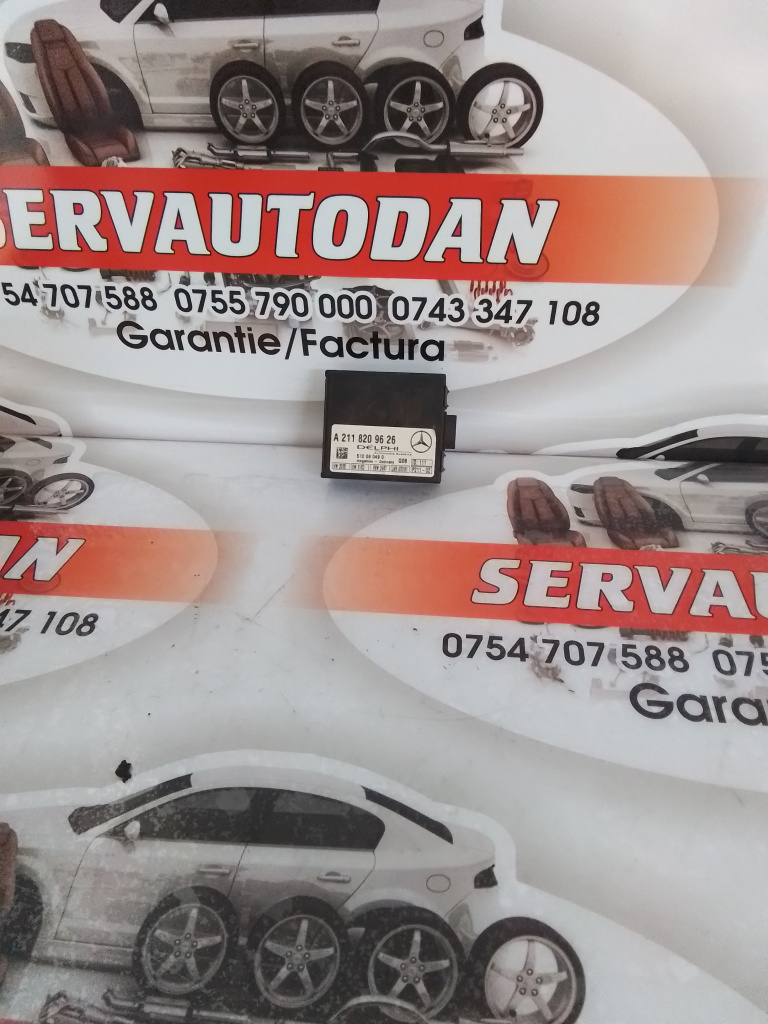 SERVAUTODAN
54 707 588 0755 790 000 0743 347 108
Garantie/Factura
A 211 820 96 26
DELPHI
AN
47 108
SERVAU
0754 707 588 075
Gara